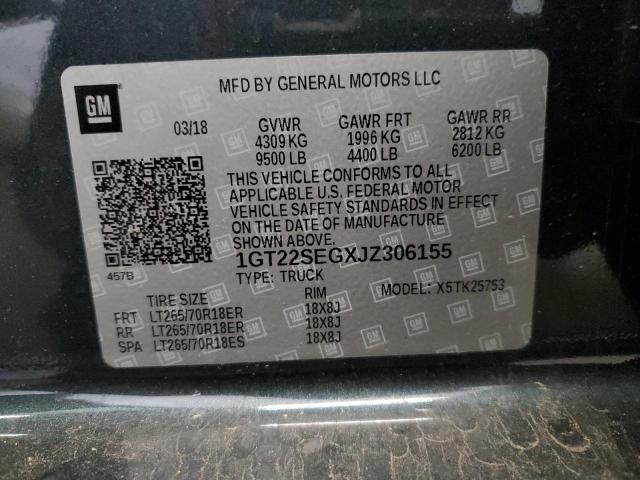 MFD BY GENERAL MOTORS LLC
GM
03/18 GVWR GAWR FRT GAWR RR
4309 KG 1996 KG 2812 KG
9500 LB 4400 LB 6200 LB
THIS VEHICLE CONFORMS TO ALL
APPLICABLE U.S. FEDERAL MOTOR
VEHICLE SAFETY STANDARDS IN EFFECT
ON THE DATE OF MANUFACTURE
SHOWN ABOVE.
457B
1GT22SEGXJZ306155
TYPE: TRUCK
MODEL: X5TK25753
TIRE SIZE RIM
FRT LT265/70R18ER 18X8J
RR LT265/70R18ER 18X8J
SPA LT265/70R18ES 18X8J